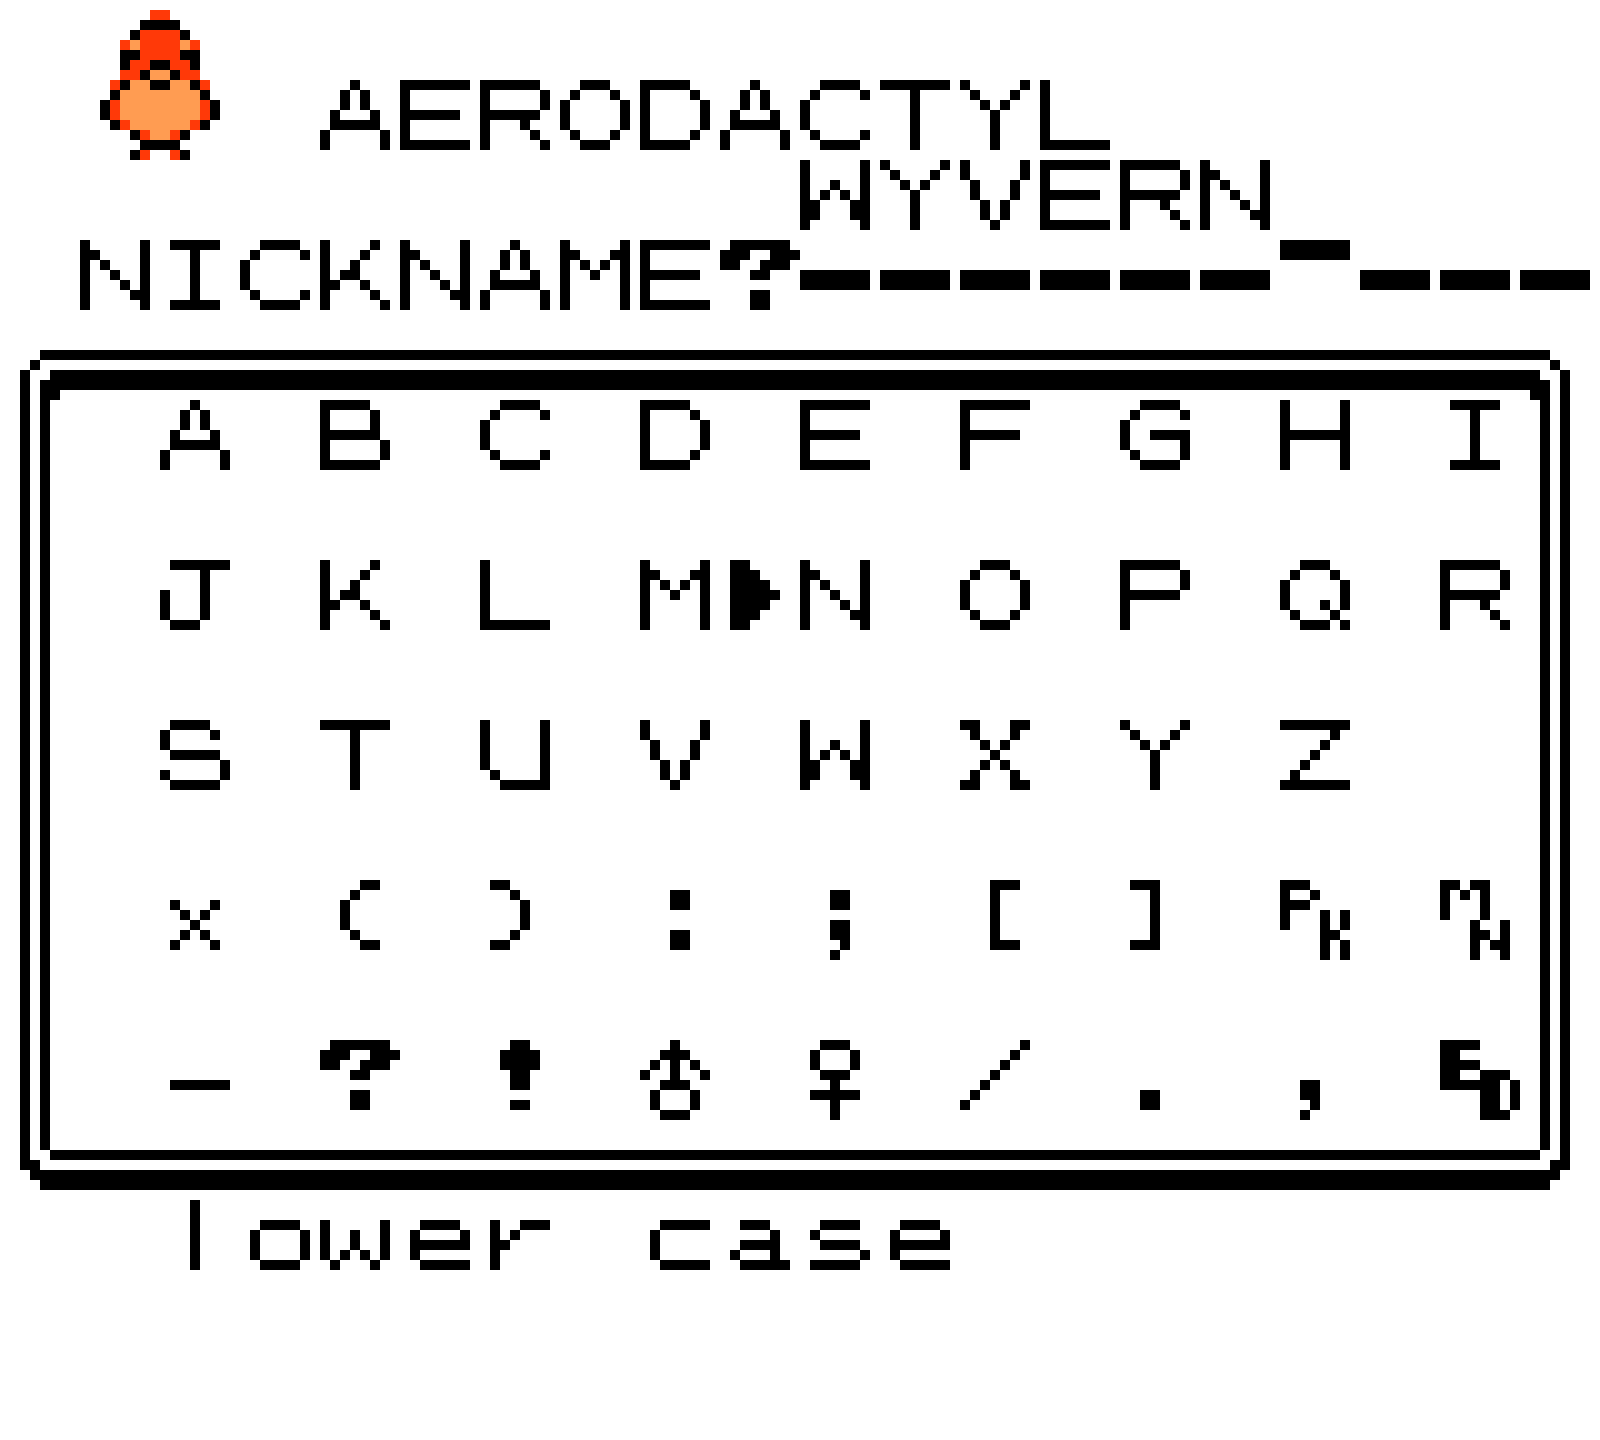 AERODACTYL
WYVERN
NICKNAME?
A B C D E F G H I
J K L M ▶N O P Q R
S T U V W X Y Z
× ( ) : ; [ ] PK MN
- ? ! ♂ ♀ / . , ED
lower case